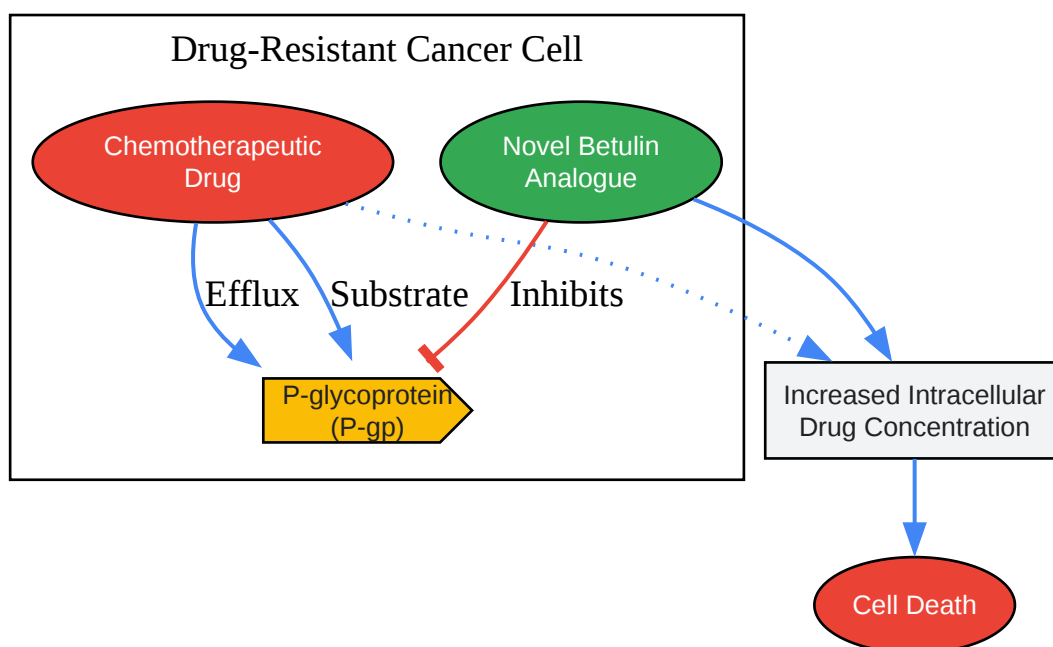 Drug-Resistant Cancer Cell
Chemotherapeutic
Drug
Novel Betulin
Analogue
Efflux
Substrate
Inhibits
P-glycoprotein
(P-gp)
Increased Intracellular
Drug Concentration
Cell Death